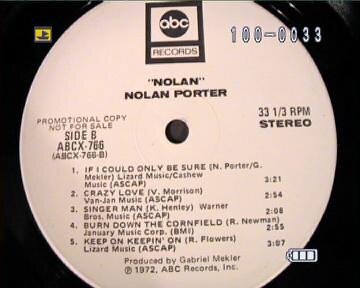 100-0033
abc
RECORDS
"NOLAN"
NOLAN PORTER
PROMOTIONAL COPY
NOT FOR SALE
SIDE B
ABCX-766
(ABCX-766-B)
33 1/3 RPM
STEREO
1. IF I COULD ONLY BE SURE (N. Porter/G.
Mekler) Lizard Music/Cashew
Music (ASCAP) 3:21
2. CRAZY LOVE (V. Morrison)
Van-Jan Music (ASCAP) 2:54
3. SINGER MAN (K. Henley) Warner
Bros. Music (ASCAP) 2:08
4. BURN DOWN THE CORNFIELD (R. Newman)
January Music Corp. (BMI) 2:55
5. KEEP ON KEEPIN' ON (R. Flowers)
Lizard Music (ASCAP) 3:07
Produced by Gabriel Mekler
℗ 1972, ABC Records, Inc.